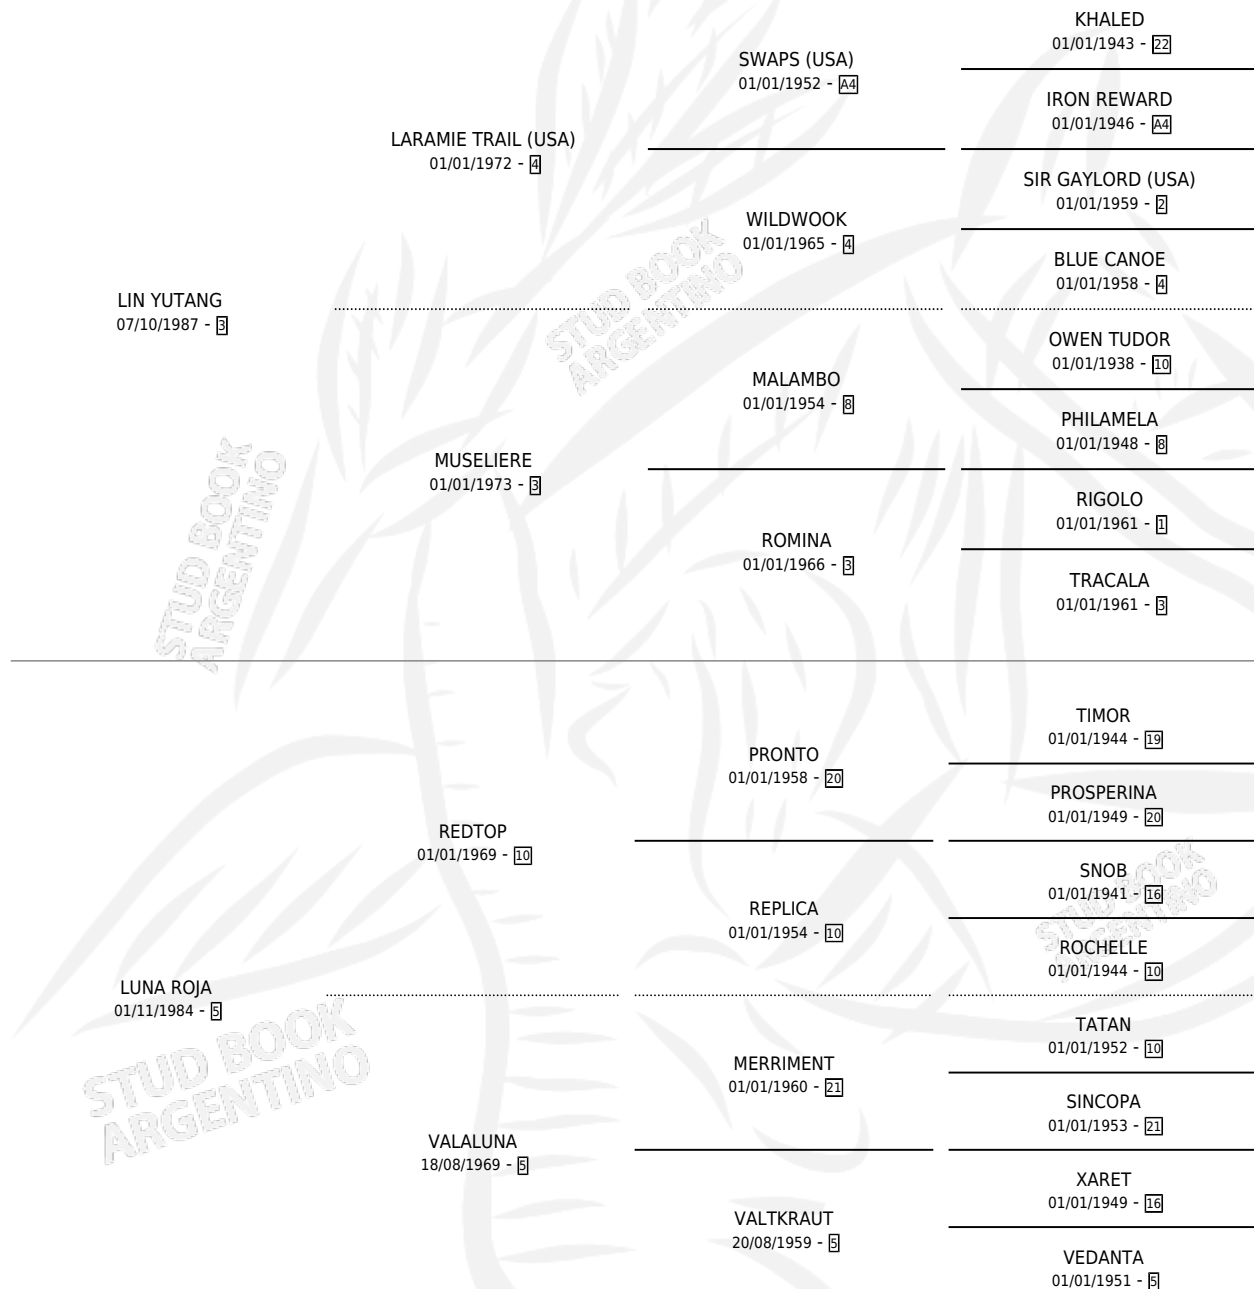 KHALED
01/01/1943 - 22
SWAPS (USA)
01/01/1952 - A4
IRON REWARD
01/01/1946 - A4
LARAMIE TRAIL (USA)
01/01/1972 - 4
SIR GAYLORD (USA)
01/01/1959 - 2
WILDWOOK
01/01/1965 - 4
BLUE CANOE
01/01/1958 - 4
LIN YUTANG
07/10/1987 - 3
OWEN TUDOR
01/01/1938 - 10
MALAMBO
01/01/1954 - 8
PHILAMELA
01/01/1948 - 8
MUSELIERE
01/01/1973 - 3
RIGOLO
01/01/1961 - 1
ROMINA
01/01/1966 - 3
TRACALA
01/01/1961 - 3
TIMOR
01/01/1944 - 19
PRONTO
01/01/1958 - 20
PROSPERINA
01/01/1949 - 20
REDTOP
01/01/1969 - 10
SNOB
01/01/1941 - 16
REPLICA
01/01/1954 - 10
ROCHELLE
01/01/1944 - 10
LUNA ROJA
01/11/1984 - 5
TATAN
01/01/1952 - 10
MERRIMENT
01/01/1960 - 21
SINCOPA
01/01/1953 - 21
VALALUNA
18/08/1969 - 5
XARET
01/01/1949 - 16
VALTKRAUT
20/08/1959 - 5
VEDANTA
01/01/1951 - 5
STUD BOOK
ARGENTINO
STUD BOOK
ARGENTINO
STUD BOOK
ARGENTINO
STUD BOOK
ARGENTINO